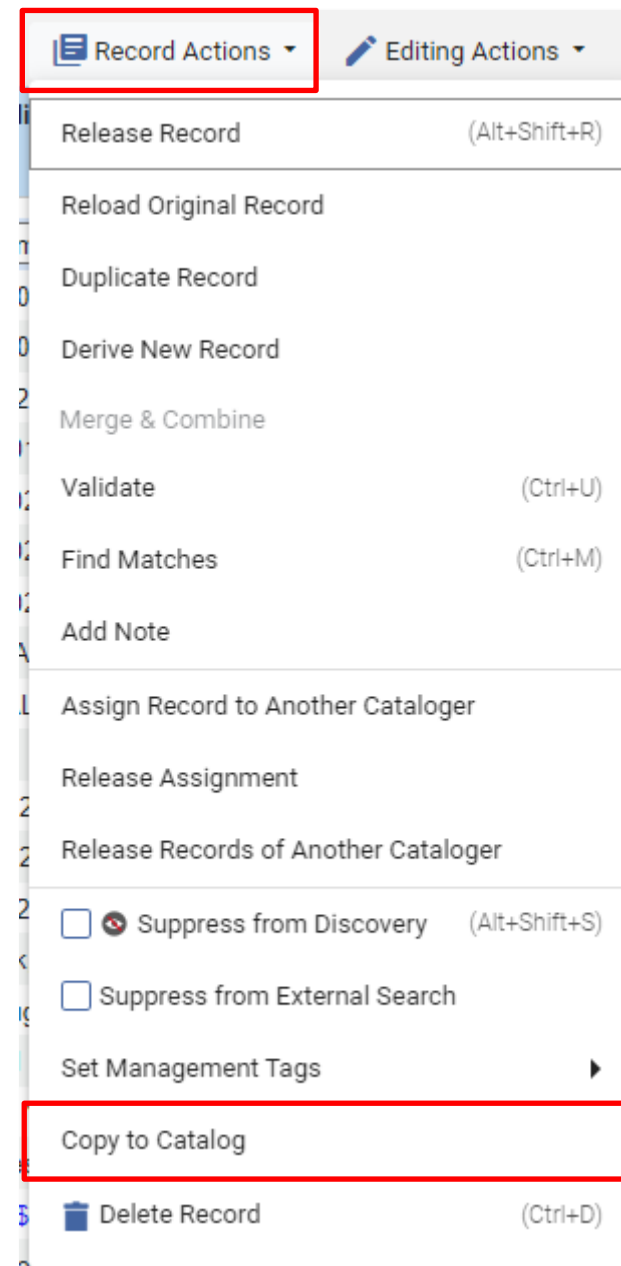 Record Actions Editing Actions
Release Record (Alt+Shift+R)
Reload Original Record
Duplicate Record
Derive New Record
Merge & Combine
Validate (Ctrl+U)
Find Matches (Ctrl+M)
Add Note
Assign Record to Another Cataloger
Release Assignment
Release Records of Another Cataloger
Suppress from Discovery (Alt+Shift+S)
Suppress from External Search
Set Management Tags
Copy to Catalog
Delete Record (Ctrl+D)